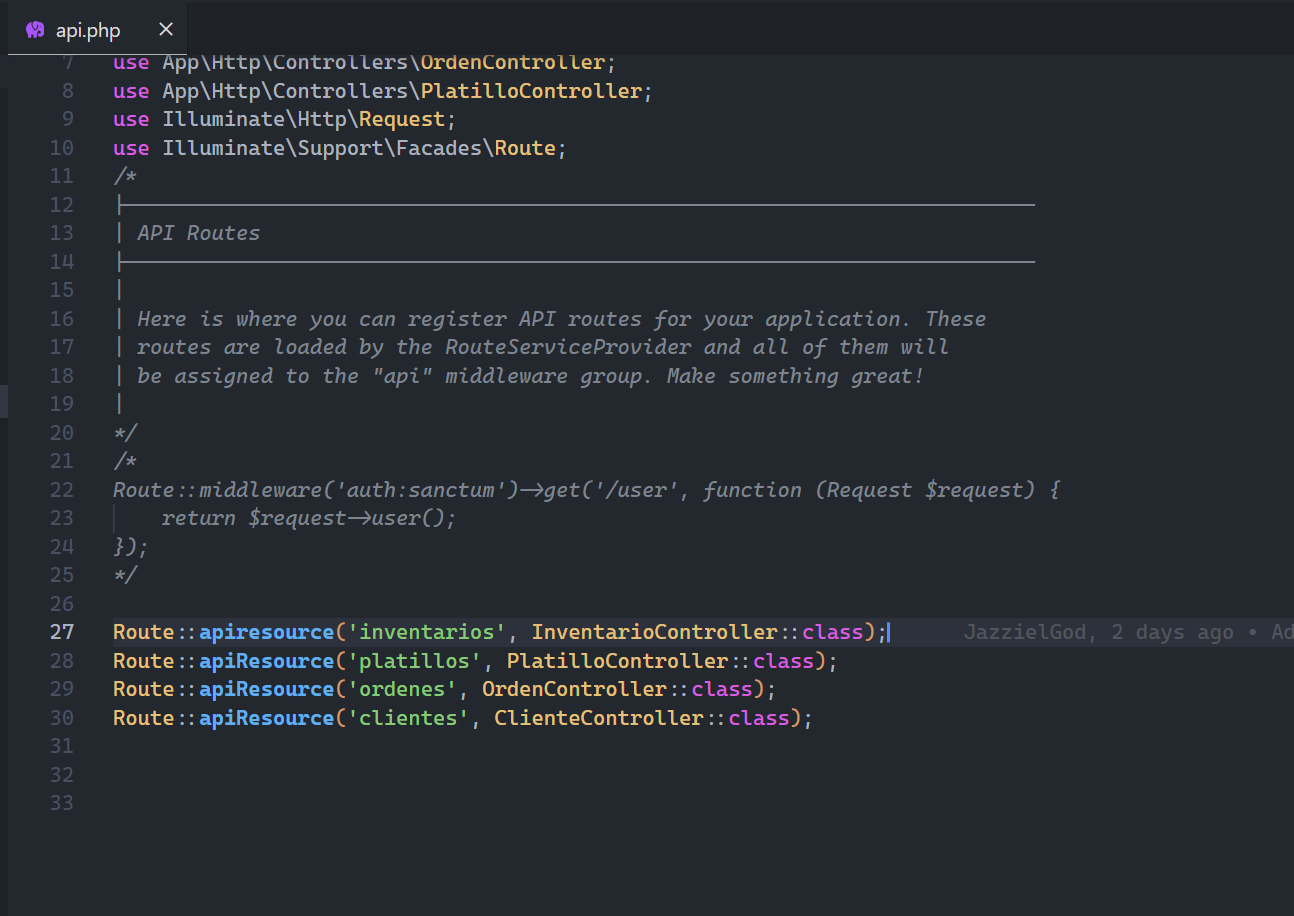 api.php
7 use App\Http\Controllers\OrdenController;
8 use App\Http\Controllers\PlatilloController;
9 use Illuminate\Http\Request;
10 use Illuminate\Support\Facades\Route;
11 /*
12 |--------------------------------------------------------------------------
13 | API Routes
14 |--------------------------------------------------------------------------
15 |
16 | Here is where you can register API routes for your application. These
17 | routes are loaded by the RouteServiceProvider and all of them will
18 | be assigned to the "api" middleware group. Make something great!
19 |
20 */
21 /*
22 Route::middleware('auth:sanctum')->get('/user', function (Request $request) {
23     return $request->user();
24 });
25 */
26
27 Route::apiresource('inventarios', InventarioController::class); JazzielGod, 2 days ago • Ad
28 Route::apiResource('platillos', PlatilloController::class);
29 Route::apiResource('ordenes', OrdenController::class);
30 Route::apiResource('clientes', ClienteController::class);
31
32
33